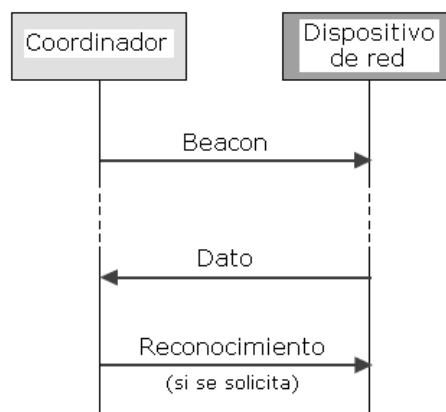 Coordinador
Dispositivo
de red
Beacon
Dato
Reconocimiento
(si se solicita)